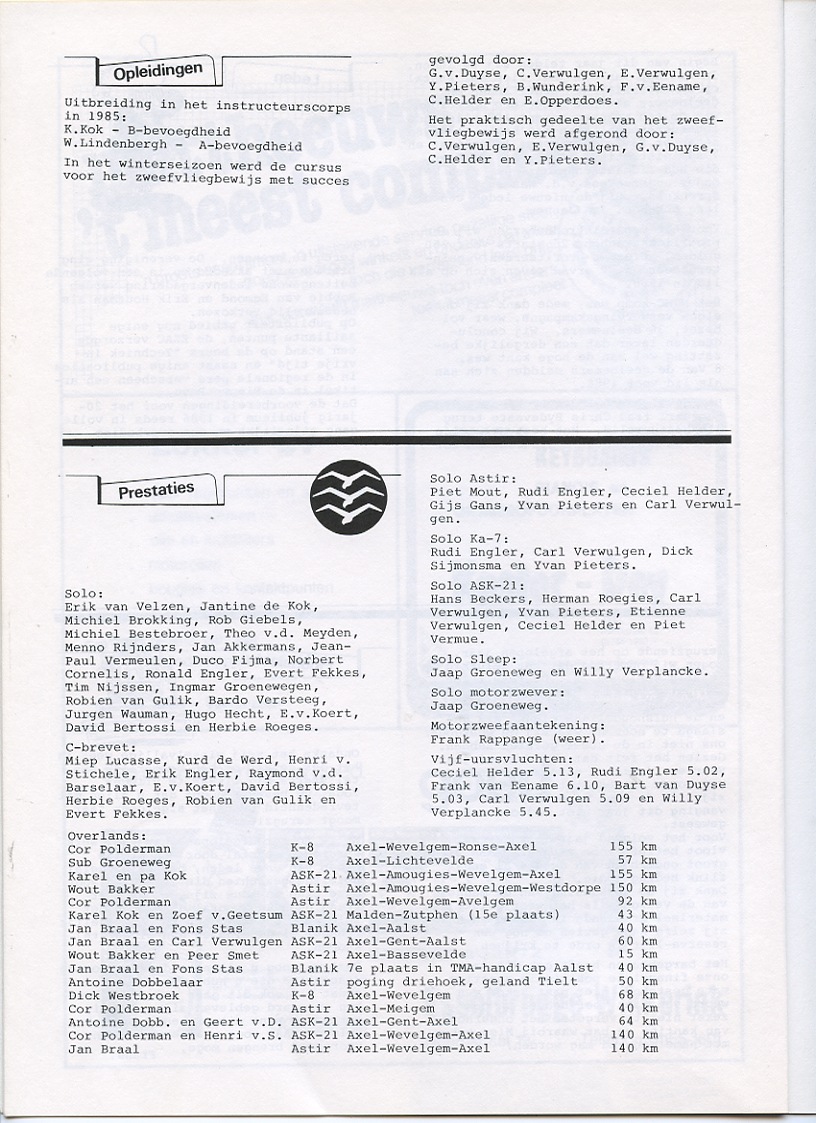 Opleidingen
Uitbreiding in het instructeurscorps
in 1985:
K.Kok - B-bevoegdheid
W.Lindenbergh - A-bevoegdheid
In het winterseizoen werd de cursus
voor het zweefvliegbewijs met succes
gevolgd door:
G.v.Duyse, C.Verwulgen, E.Verwulgen,
Y.Pieters, B.Wunderink, F.v.Eename,
C.Helder en E.Opperdoes.
Het praktisch gedeelte van het zweef-
vliegbewijs werd afgerond door:
C.Verwulgen, E.Verwulgen, G.v.Duyse,
C.Helder en Y.Pieters.
Prestaties
Solo:
Erik van Velzen, Jantine de Kok,
Michiel Brokking, Rob Giebels,
Michiel Bestebroer, Theo v.d. Meyden,
Menno Rijnders, Jan Akkermans, Jean-
Paul Vermeulen, Duco Fijma, Norbert
Cornelis, Ronald Engler, Evert Fekkes,
Tim Nijssen, Ingmar Groenewegen,
Robien van Gulik, Bardo Versteeg,
Jurgen Wauman, Hugo Hecht, E.v.Koert,
David Bertossi en Herbie Roeges.
C-brevet:
Miep Lucasse, Kurd de Werd, Henri v.
Stichele, Erik Engler, Raymond v.d.
Barselaar, E.v.Koert, David Bertossi,
Herbie Roeges, Robien van Gulik en
Evert Fekkes.
Solo Astir:
Piet Mout, Rudi Engler, Ceciel Helder,
Gijs Gans, Yvan Pieters en Carl Verwul-
gen.
Solo Ka-7:
Rudi Engler, Carl Verwulgen, Dick
Sijmonsma en Yvan Pieters.
Solo ASK-21:
Hans Beckers, Herman Roegies, Carl
Verwulgen, Yvan Pieters, Etienne
Verwulgen, Ceciel Helder en Piet
Vermue.
Solo Sleep:
Jaap Groeneweg en Willy Verplancke.
Solo motorzwever:
Jaap Groeneweg.
Motorzweefaantekening:
Frank Rappange (weer).
Vijf-uursvluchten:
Ceciel Helder 5.13, Rudi Engler 5.02,
Frank van Eename 6.10, Bart van Duyse
5.03, Carl Verwulgen 5.09 en Willy
Verplancke 5.45.
Overlands:
Cor Polderman K-8 Axel-Wevelgem-Ronse-Axel 155 km
Sub Groeneweg K-8 Axel-Lichtevelde 57 km
Karel en pa Kok ASK-21 Axel-Amougies-Wevelgem-Axel 155 km
Wout Bakker Astir Axel-Amougies-Wevelgem-Westdorpe 150 km
Cor Polderman Astir Axel-Wevelgem-Avelgem 92 km
Karel Kok en Zoef v.Geetsum ASK-21 Malden-Zutphen (15e plaats) 43 km
Jan Braal en Fons Stas Blanik Axel-Aalst 40 km
Jan Braal en Carl Verwulgen ASK-21 Axel-Gent-Aalst 60 km
Wout Bakker en Peer Smet ASK-21 Axel-Bassevelde 15 km
Jan Braal en Fons Stas Blanik 7e plaats in TMA-handicap Aalst 40 km
Antoine Dobbelaar Astir poging driehoek, geland Tielt 50 km
Dick Westbroek K-8 Axel-Wevelgem 68 km
Cor Polderman Astir Axel-Meigem 40 km
Antoine Dobb. en Geert v.D. ASK-21 Axel-Gent-Axel 64 km
Cor Polderman en Henri v.S. ASK-21 Axel-Wevelgem-Axel 140 km
Jan Braal Astir Axel-Wevelgem-Axel 140 km